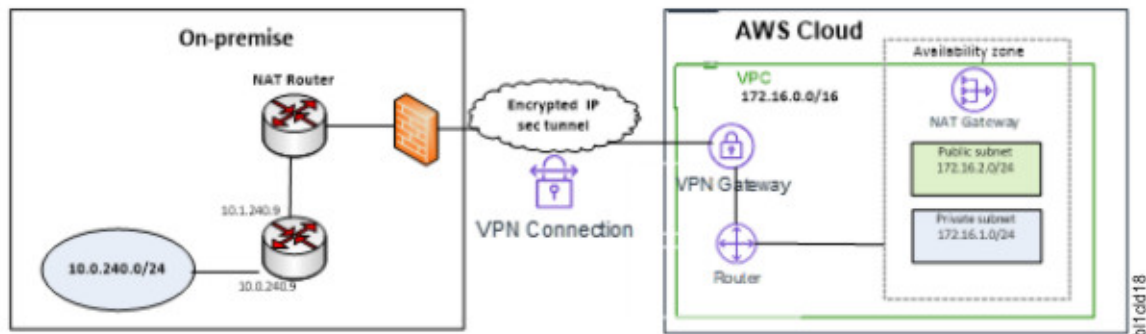 On-premise
NAT Router
10.1.240.9
10.0.240.0/24
10.0.240.9
Encrypted IP
sec tunnel
VPN Connection
AWS Cloud
Availability zone
VPC
172.16.0.0/16
NAT Gateway
VPN Gateway
Public subnet
172.16.2.0/24
Private subnet
172.16.1.0/24
Router